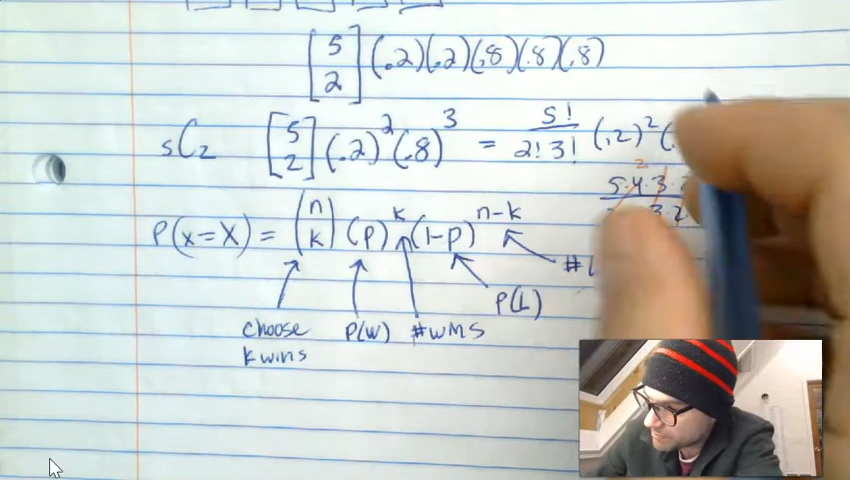 [5 2] (.2)(.2)(.8)(.8)(.8)
5C2 [5 2] (.2)^2 (.8)^3 = 5!/2!3! (.2)^2 (.
5·4·3·2
3·2
P(x=X) = (n k) (p)^k (1-p)^n-k
#
P(L)
choose P(W) #wins
k wins